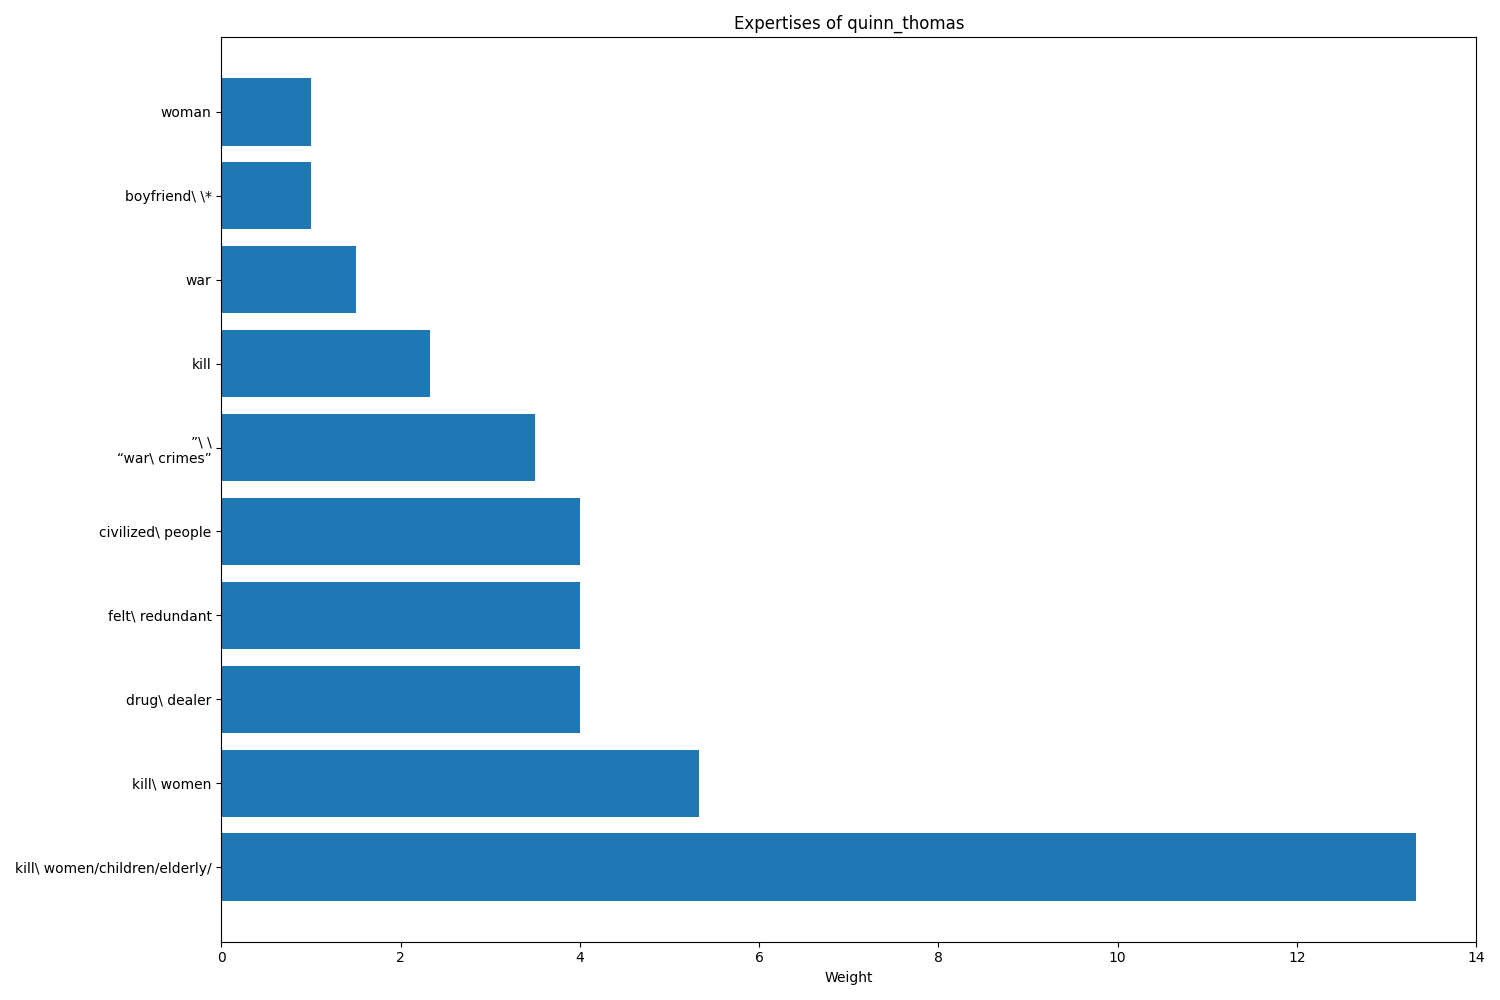 Expertises of quinn_thomas
woman
boyfriend\ \*
war
kill
”\ \
“war\ crimes”
civilized\ people
felt\ redundant
drug\ dealer
kill\ women
kill\ women/children/elderly/
0 2 4 6 8 10 12 14
Weight